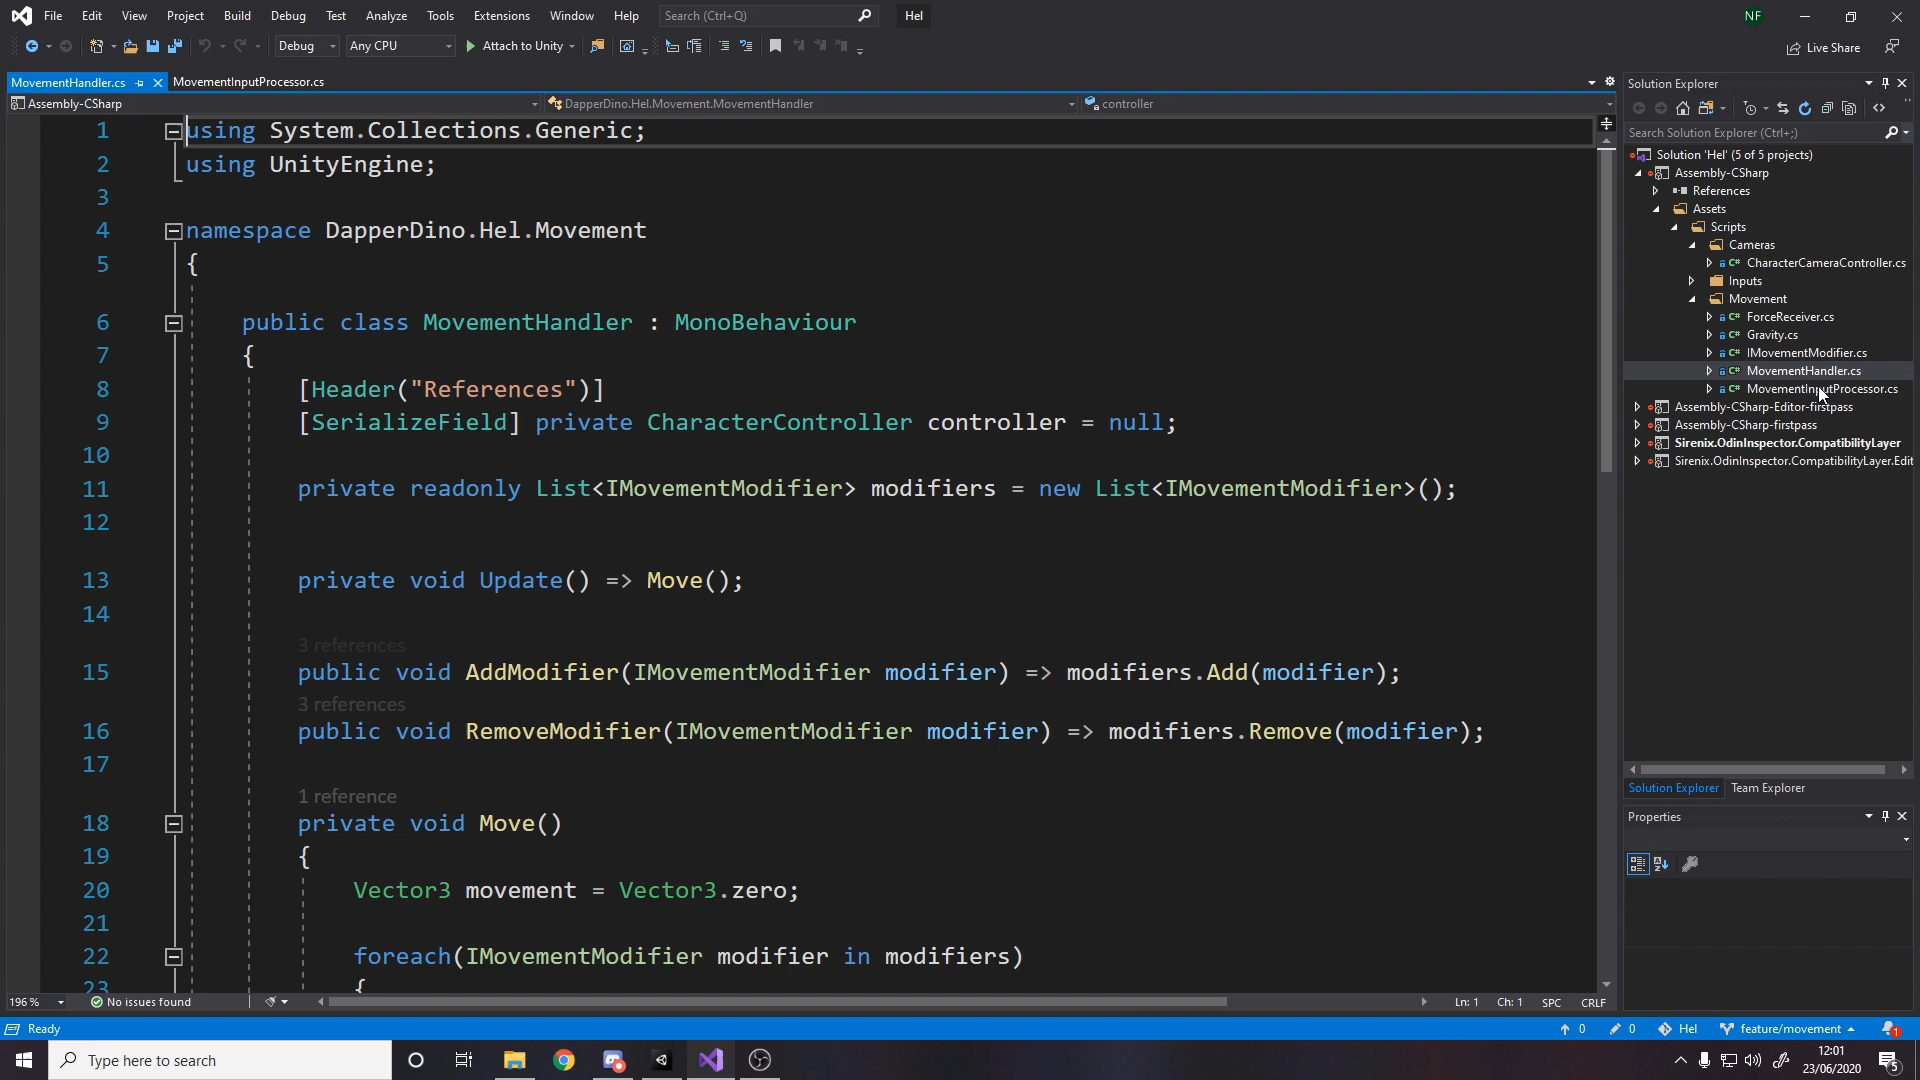 File Edit View Project Build Debug Test Analyze Tools Extensions Window Help Search (Ctrl+Q) Hel NF
Debug Any CPU Attach to Unity Live Share
MovementHandler.cs MovementInputProcessor.cs
Assembly-CSharp DapperDino.Hel.Movement.MovementHandler controller
1 using System.Collections.Generic;
2 using UnityEngine;
3
4 namespace DapperDino.Hel.Movement
5 {
6 public class MovementHandler : MonoBehaviour
7 {
8 [Header("References")]
9 [SerializeField] private CharacterController controller = null;
10
11 private readonly List<IMovementModifier> modifiers = new List<IMovementModifier>();
12
13 private void Update() => Move();
14
3 references
15 public void AddModifier(IMovementModifier modifier) => modifiers.Add(modifier);
3 references
16 public void RemoveModifier(IMovementModifier modifier) => modifiers.Remove(modifier);
17
1 reference
18 private void Move()
19 {
20 Vector3 movement = Vector3.zero;
21
22 foreach(IMovementModifier modifier in modifiers)
23 {
196 % No issues found Ln: 1 Ch: 1 SPC CRLF
Solution Explorer
Search Solution Explorer (Ctrl+;)
Solution 'Hel' (5 of 5 projects)
Assembly-CSharp
References
Assets
Scripts
Cameras
C# CharacterCameraController.cs
Inputs
Movement
C# ForceReceiver.cs
C# Gravity.cs
C# IMovementModifier.cs
C# MovementHandler.cs
C# MovementInputProcessor.cs
Assembly-CSharp-Editor-firstpass
Assembly-CSharp-firstpass
Sirenix.OdinInspector.CompatibilityLayer
Sirenix.OdinInspector.CompatibilityLayer.Edit
Solution Explorer Team Explorer
Properties
Ready 0 0 Hel feature/movement 1
Type here to search 12:01
23/06/2020 5